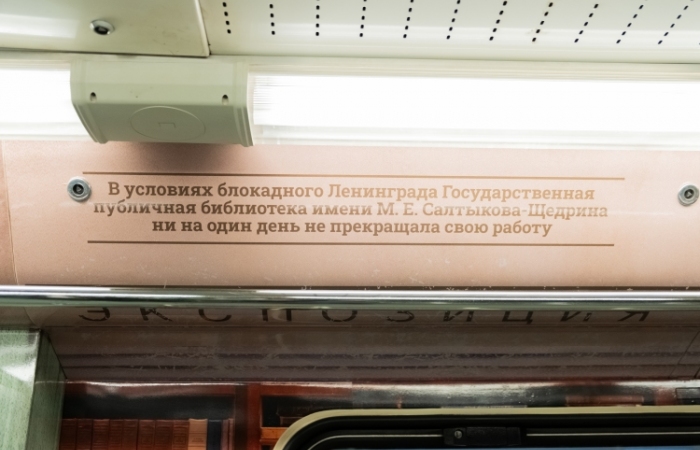 В условиях блокадного Ленинграда Государственная
публичная библиотека имени М. Е. Салтыкова-Щедрина
ни на один день не прекращала свою работу
ЭКСПОЗИЦИЯ